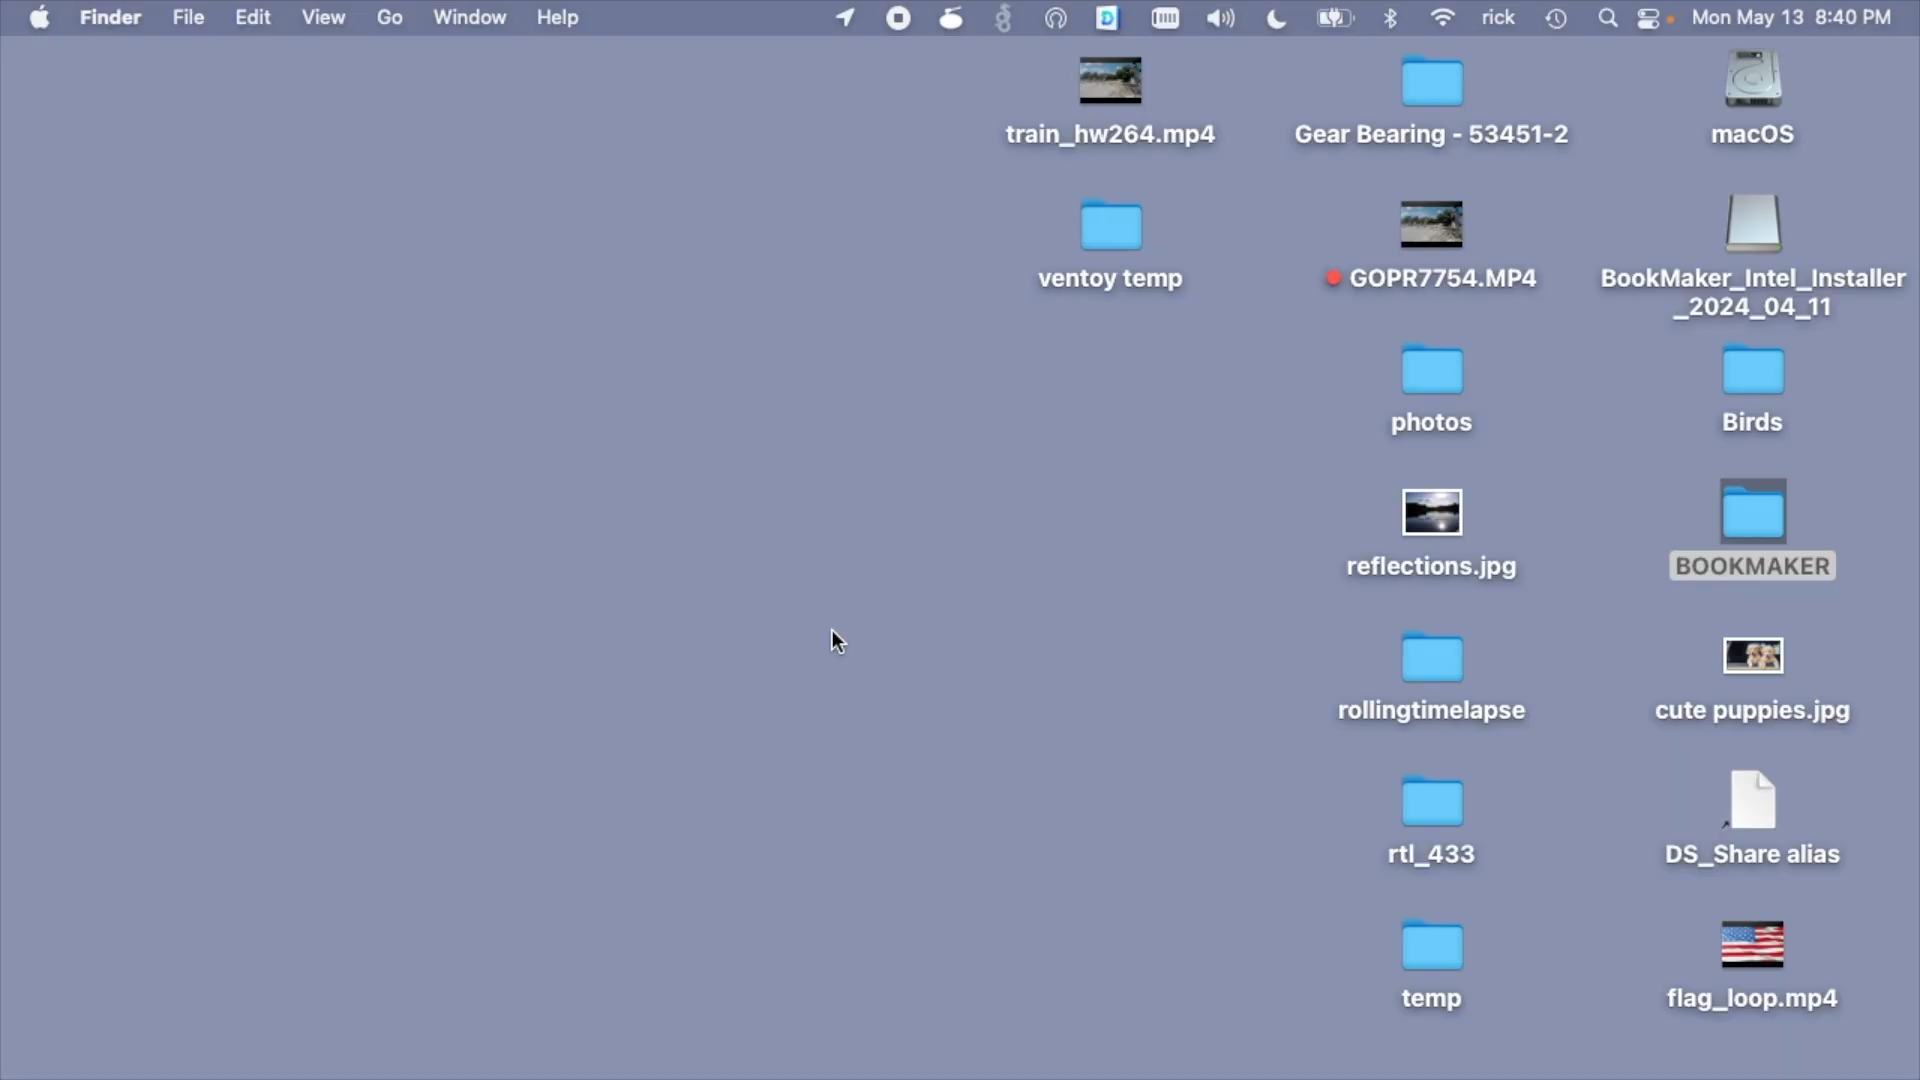 Finder File Edit View Go Window Help rick Mon May 13 8:40 PM
train_hw264.mp4
Gear Bearing - 53451-2
macOS
ventoy temp
GOPR7754.MP4
BookMaker_Intel_Installer
_2024_04_11
photos
Birds
reflections.jpg
BOOKMAKER
rollingtimelapse
cute puppies.jpg
rtl_433
DS_Share alias
temp
flag_loop.mp4